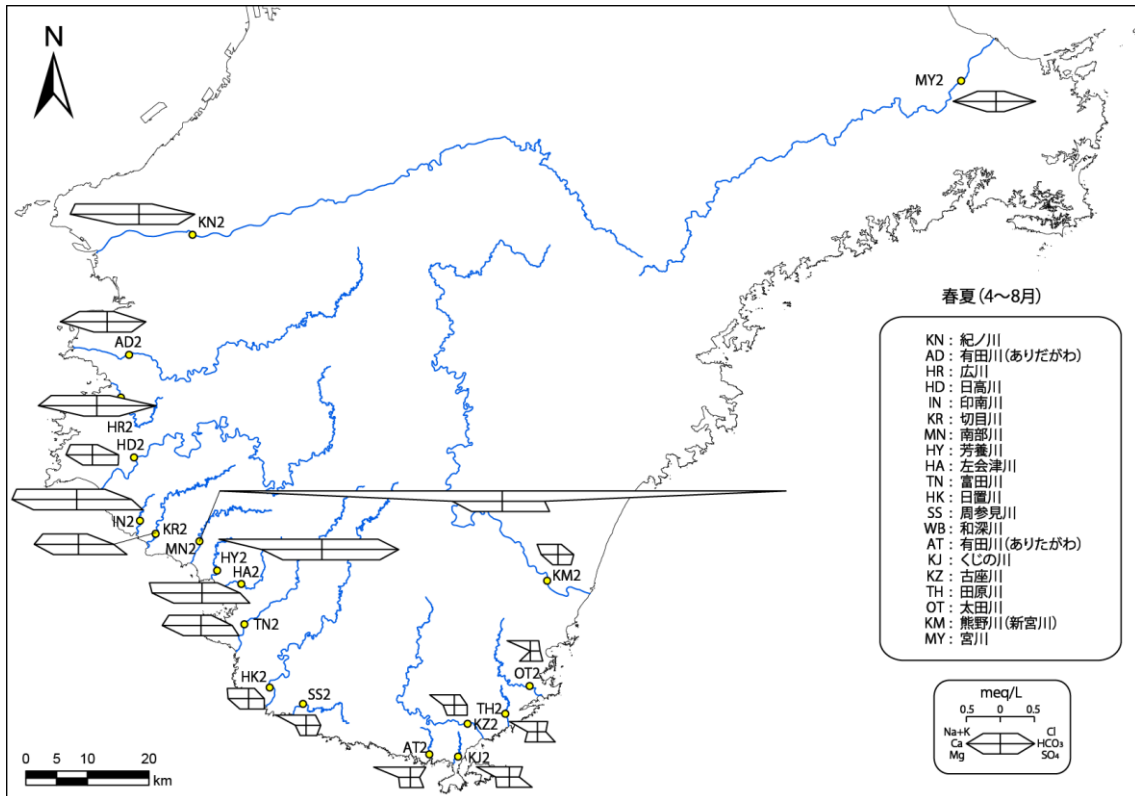 N
MY2
KN2
AD2
HR2
HD2
IN2
KR2
MN2
HY2
HA2
TN2
KM2
OT2
HK2
SS2
TH2
KZ2
AT2
KJ2
春夏(4~8月)
KN : 紀ノ川
AD : 有田川(ありだがわ)
HR : 広川
HD : 日高川
IN : 印南川
KR : 切目川
MN : 南部川
HY : 芳養川
HA : 左会津川
TN : 富田川
HK : 日置川
SS : 周参見川
WB : 和深川
AT : 有田川(ありたがわ)
KJ : くじの川
KZ : 古座川
TH : 田原川
OT : 太田川
KM : 熊野川(新宮川)
MY : 宮川
meq/L
0.5 0 0.5
Na+K Cl
Ca HCO₃
Mg SO₄
0 5 10 20
km